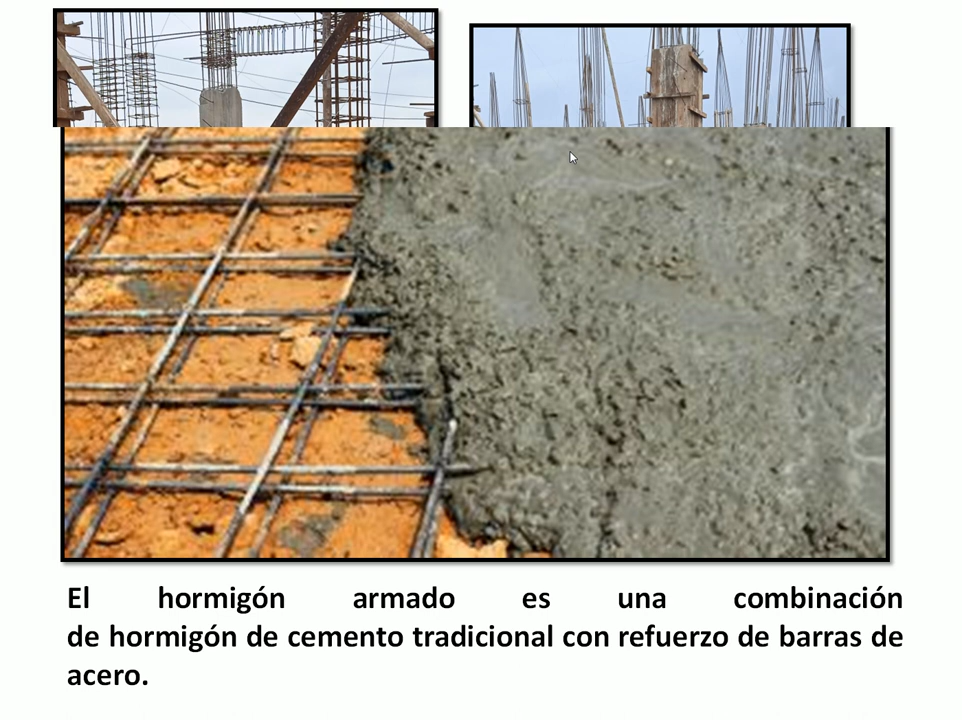 El hormigón armado es una combinación
de hormigón de cemento tradicional con refuerzo de barras de
acero.